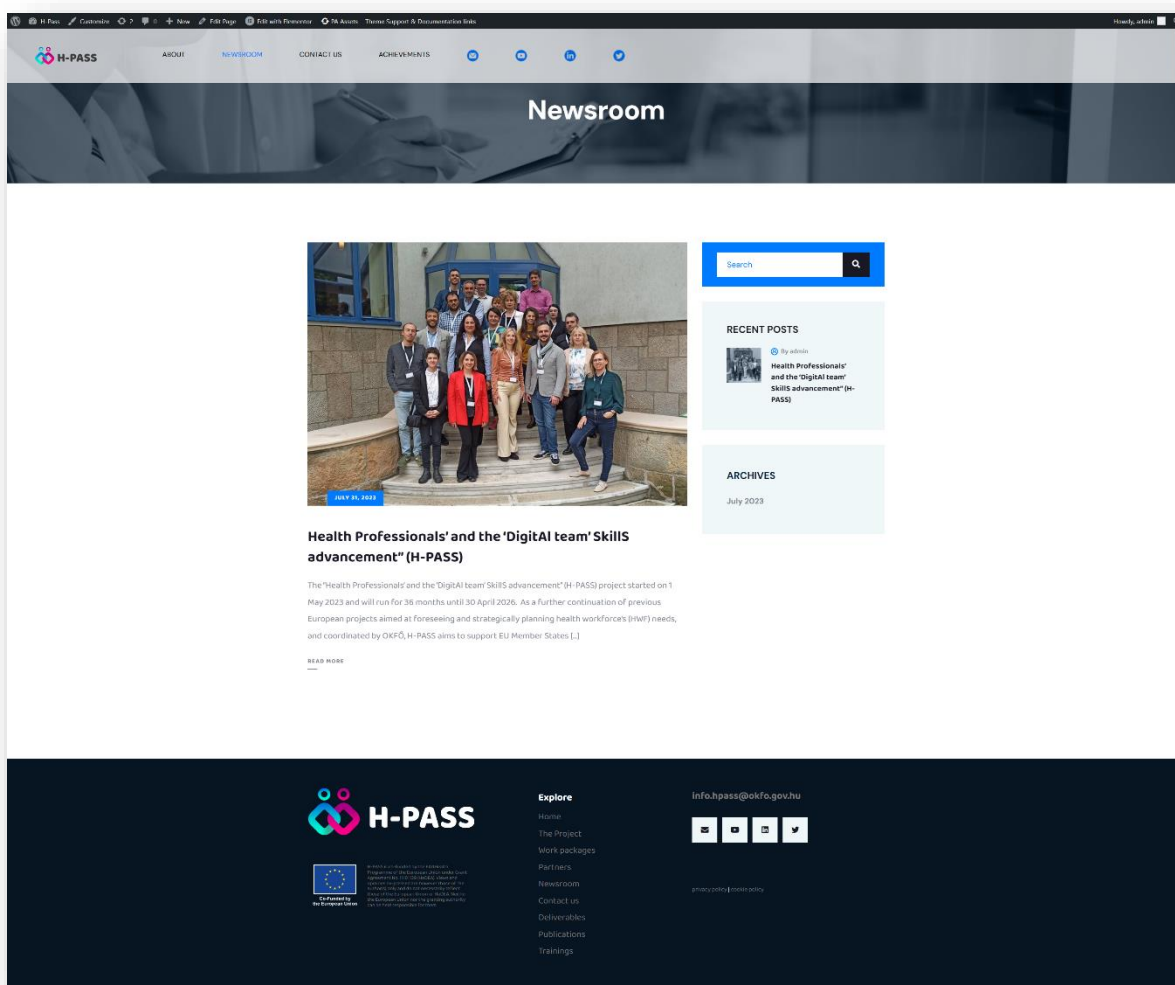 H-Pass Customize 2 0 New Edit Page Edit with Elementor PA Assets Theme Support & Documentation links Howdy, admin
H-PASS ABOUT NEWSROOM CONTACT US ACHIEVEMENTS
Newsroom
Search
RECENT POSTS
By admin
Health Professionals'
and the 'DigitAl team'
SkillS advancement" (H-
PASS)
ARCHIVES
July 2023
JULY 31, 2023
Health Professionals' and the 'DigitAl team' SkillS
advancement" (H-PASS)
The "Health Professionals' and the 'DigitAl team' SkillS advancement" (H-PASS) project started on 1
May 2023 and will run for 36 months until 30 April 2026. As a further continuation of previous
European projects aimed at foreseeing and strategically planning health workforce's (HWF) needs,
and coordinated by OKFŐ, H-PASS aims to support EU Member States [...]
READ MORE
H-PASS
Co-Funded by
the European Union
Explore
Home
The Project
Work packages
Partners
Newsroom
Contact us
Deliverables
Publications
Trainings
info.hpass@okfo.gov.hu
privacy policy | cookie policy